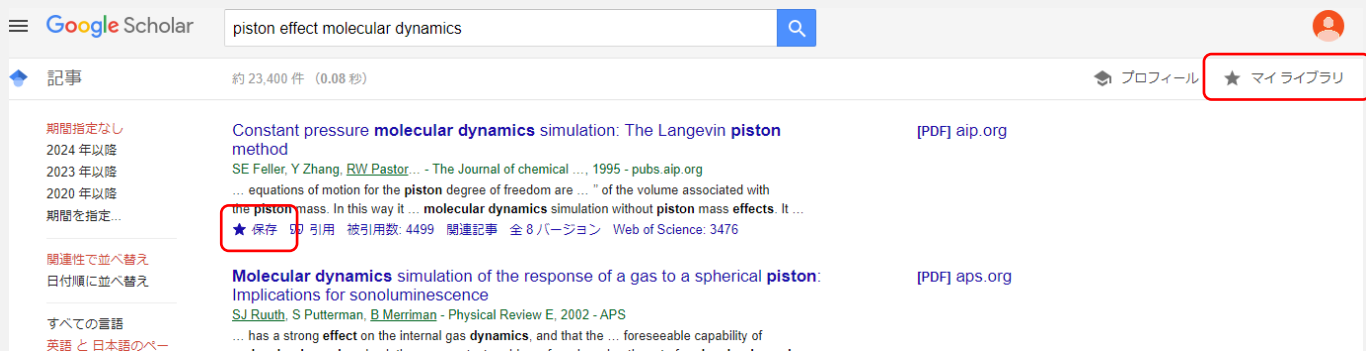 Google Scholar
piston effect molecular dynamics
記事
約 23,400 件 (0.08 秒)
プロフィール
マイ ライブラリ
期間指定なし
2024 年以降
2023 年以降
2020 年以降
期間を指定...
関連性で並べ替え
日付順に並べ替え
すべての言語
英語 と 日本語のペー
Constant pressure molecular dynamics simulation: The Langevin piston
method
SE Feller, Y Zhang, RW Pastor... - The Journal of chemical ..., 1995 - pubs.aip.org
... equations of motion for the piston degree of freedom are ... " of the volume associated with
the piston mass. In this way it ... molecular dynamics simulation without piston mass effects. It ...
保存 引用 被引用数: 4499 関連記事 全 8 バージョン Web of Science: 3476
[PDF] aip.org
Molecular dynamics simulation of the response of a gas to a spherical piston:
Implications for sonoluminescence
SJ Ruuth, S Putterman, B Merriman - Physical Review E, 2002 - APS
... has a strong effect on the internal gas dynamics, and that the ... foreseeable capability of
[PDF] aps.org